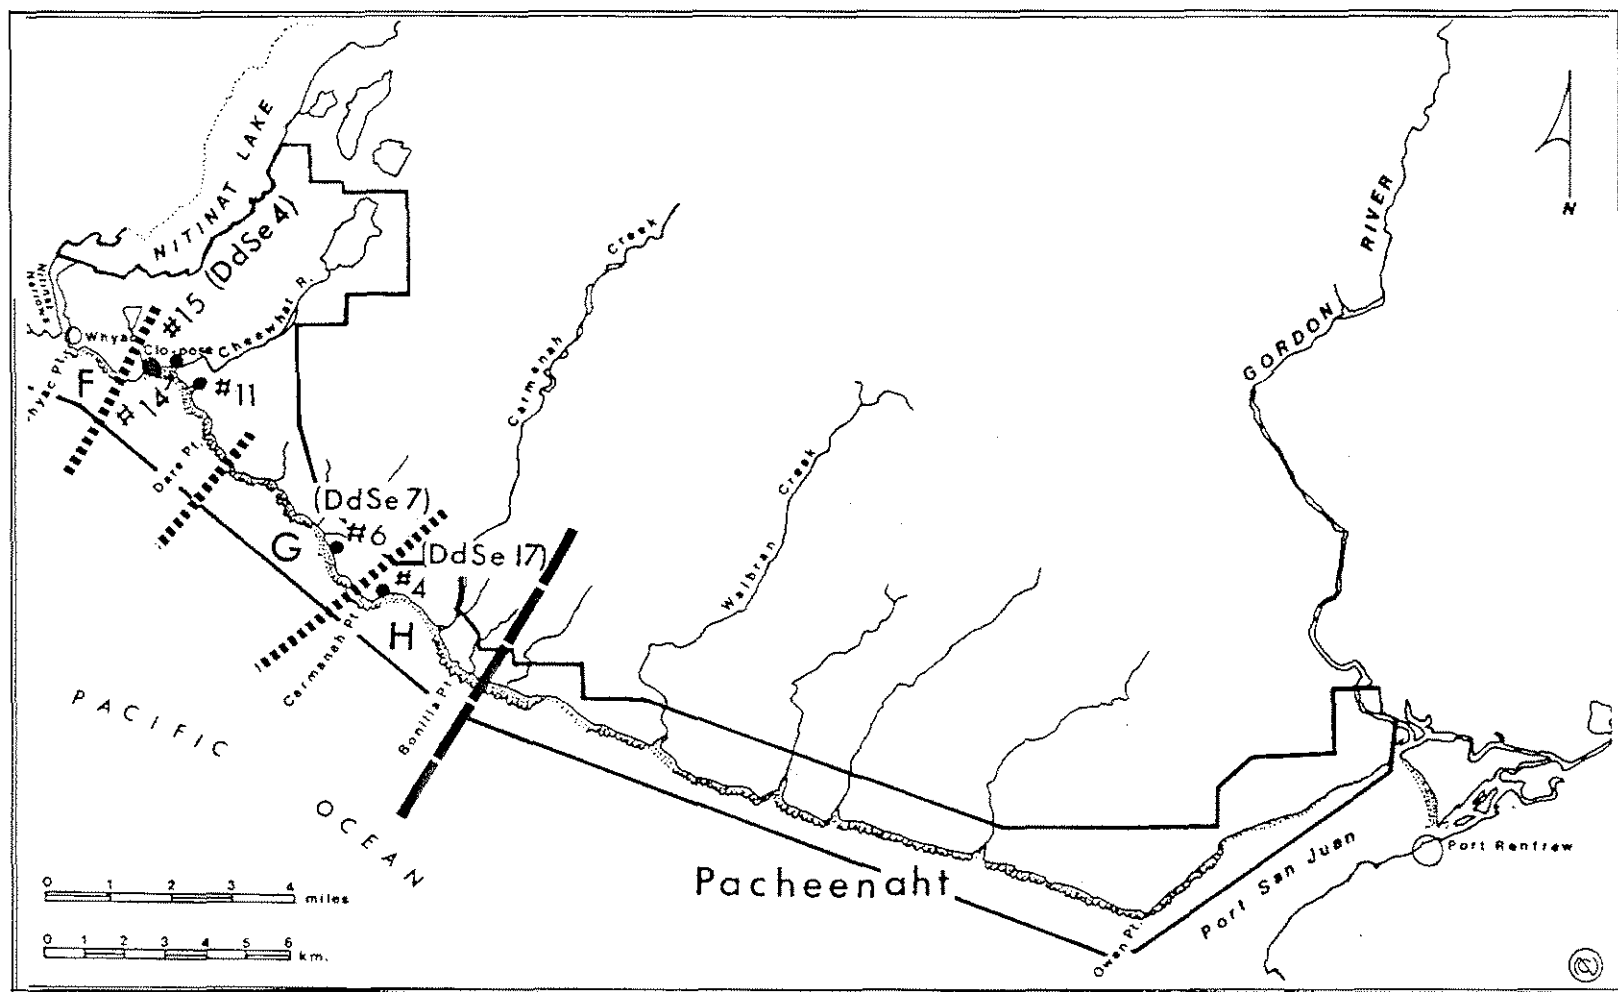 NITINAT LAKE
(DdSe 4)
#15
Cheewhat R.
Nitinat
Narrows
Whyac
Clo-oose
F
#14
#11
Dare Pt.
Carmanah Creek
Walbran Creek
GORDON RIVER
N
(DdSe 7)
#6
G
(DdSe 17)
#4
H
Carmanah Pt.
Bonilla Pt.
PACIFIC
OCEAN
Pacheenaht
Owen Pt.
Port San Juan
Port Renfrew
0 1 2 3 4 miles
0 1 2 3 4 5 6 km.